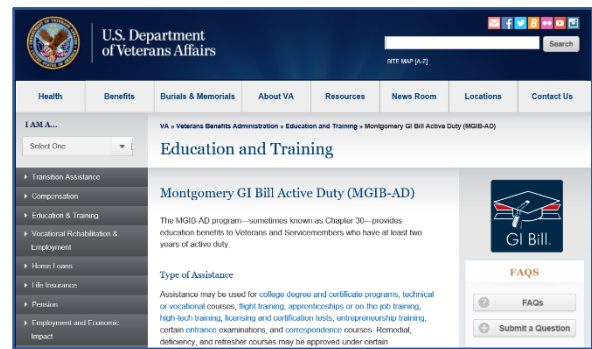 U.S. Department
of Veterans Affairs
Search
SITE MAP [A-Z]
Health Benefits Burials & Memorials About VA Resources News Room Locations Contact Us
I AM A...
Select One
VA » Veterans Benefits Administration » Education and Training » Montgomery GI Bill Active Duty (MGIB-AD)
Education and Training
Transition Assistance
Compensation
Education & Training
Vocational Rehabilitation &
Employment
Home Loans
Life Insurance
Pension
Employment and Economic
Impact
Montgomery GI Bill Active Duty (MGIB-AD)
The MGIB-AD program—sometimes known as Chapter 30—provides
education benefits to Veterans and Servicemembers who have at least two
years of active duty.
Type of Assistance
Assistance may be used for college degree and certificate programs, technical
or vocational courses, flight training, apprenticeships or on the job training,
high-tech training, licensing and certification tests, entrepreneurship training,
certain entrance examinations, and correspondence courses. Remedial,
deficiency, and refresher courses may be approved under certain
GI Bill.
FAQS
FAQs
Submit a Question